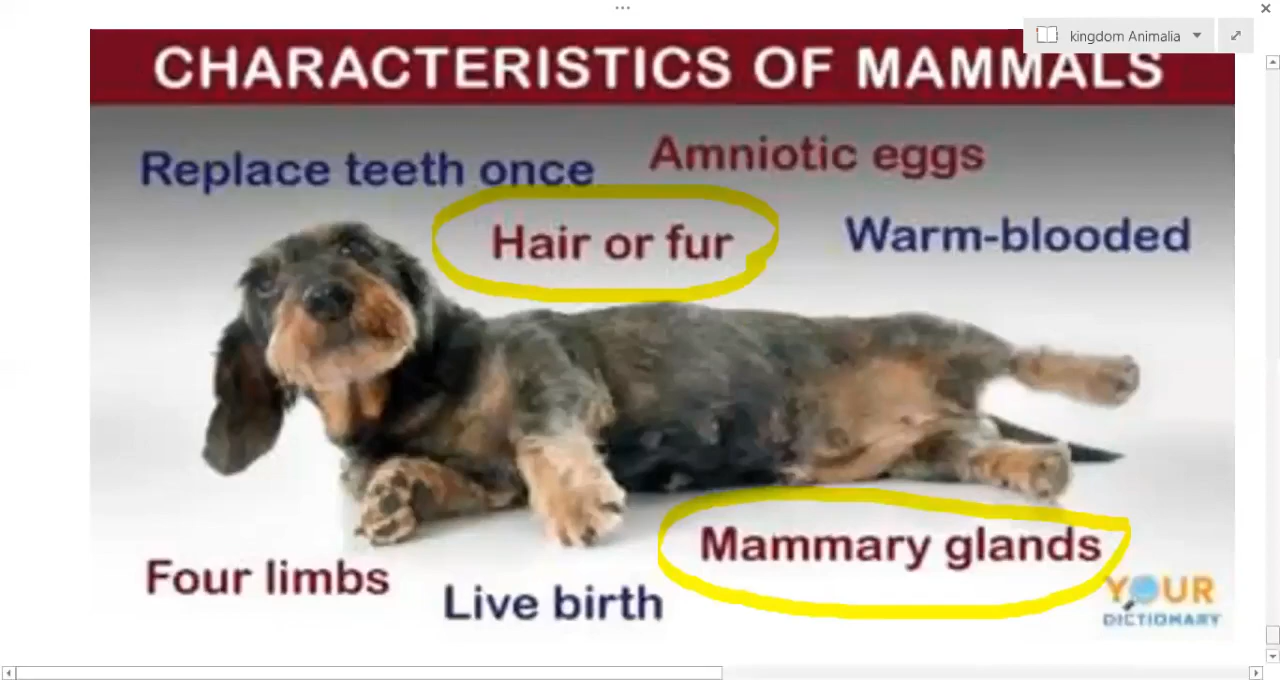 kingdom Animalia
CHARACTERISTICS OF MAMMALS
Replace teeth once
Amniotic eggs
Hair or fur
Warm-blooded
Mammary glands
Four limbs
Live birth
YOUR
DICTIONARY